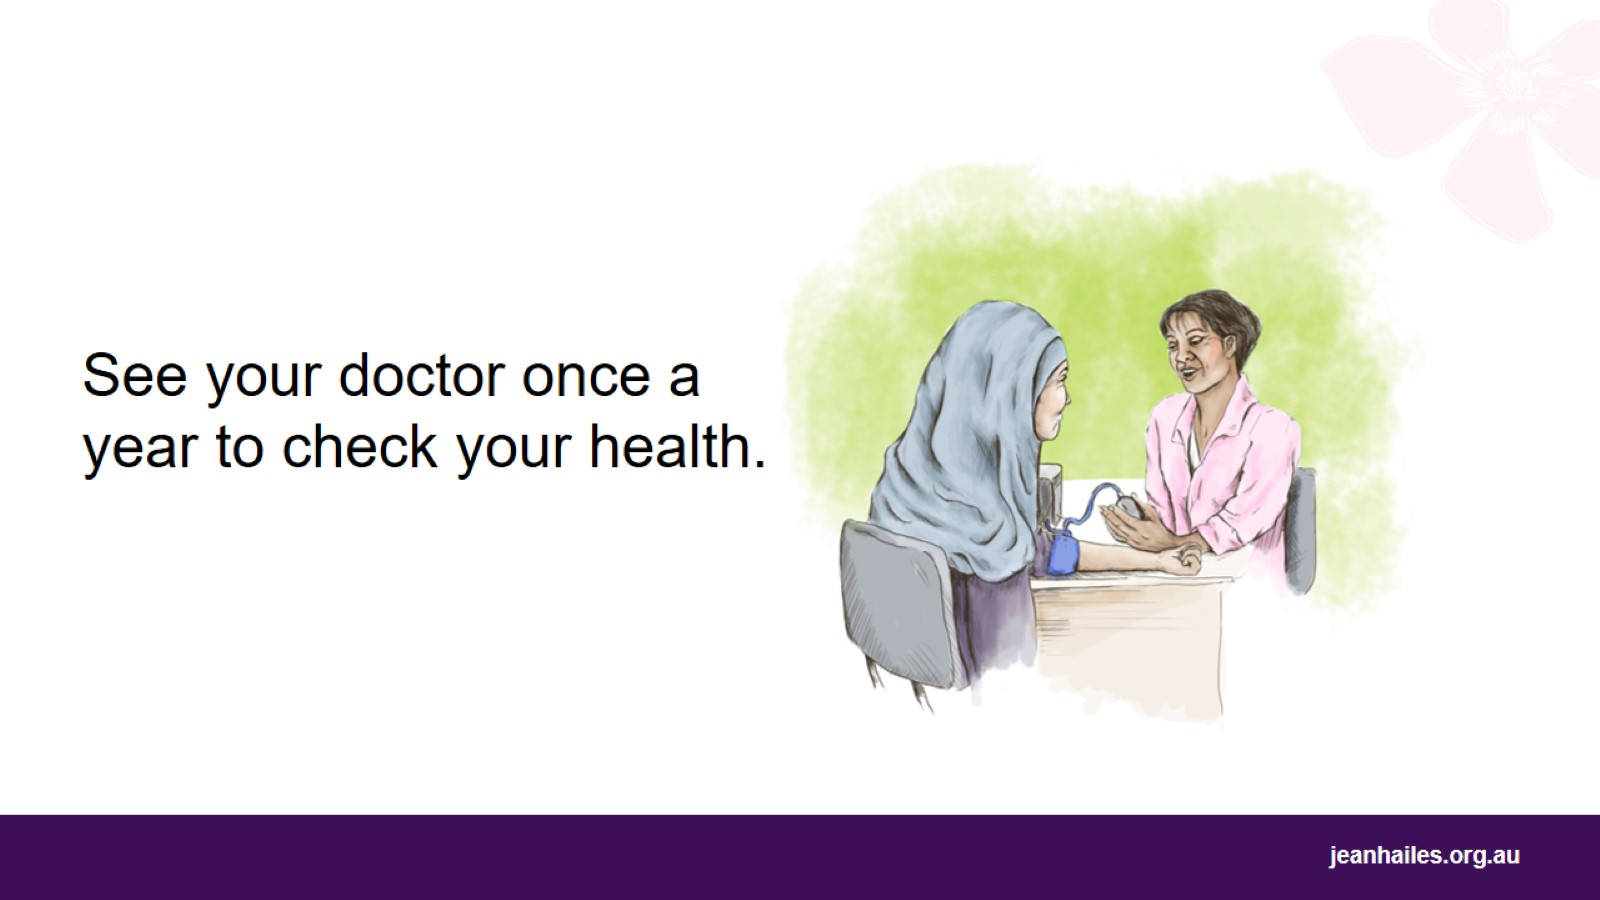 See your doctor once a
year to check your health.
jeanhailes.org.au